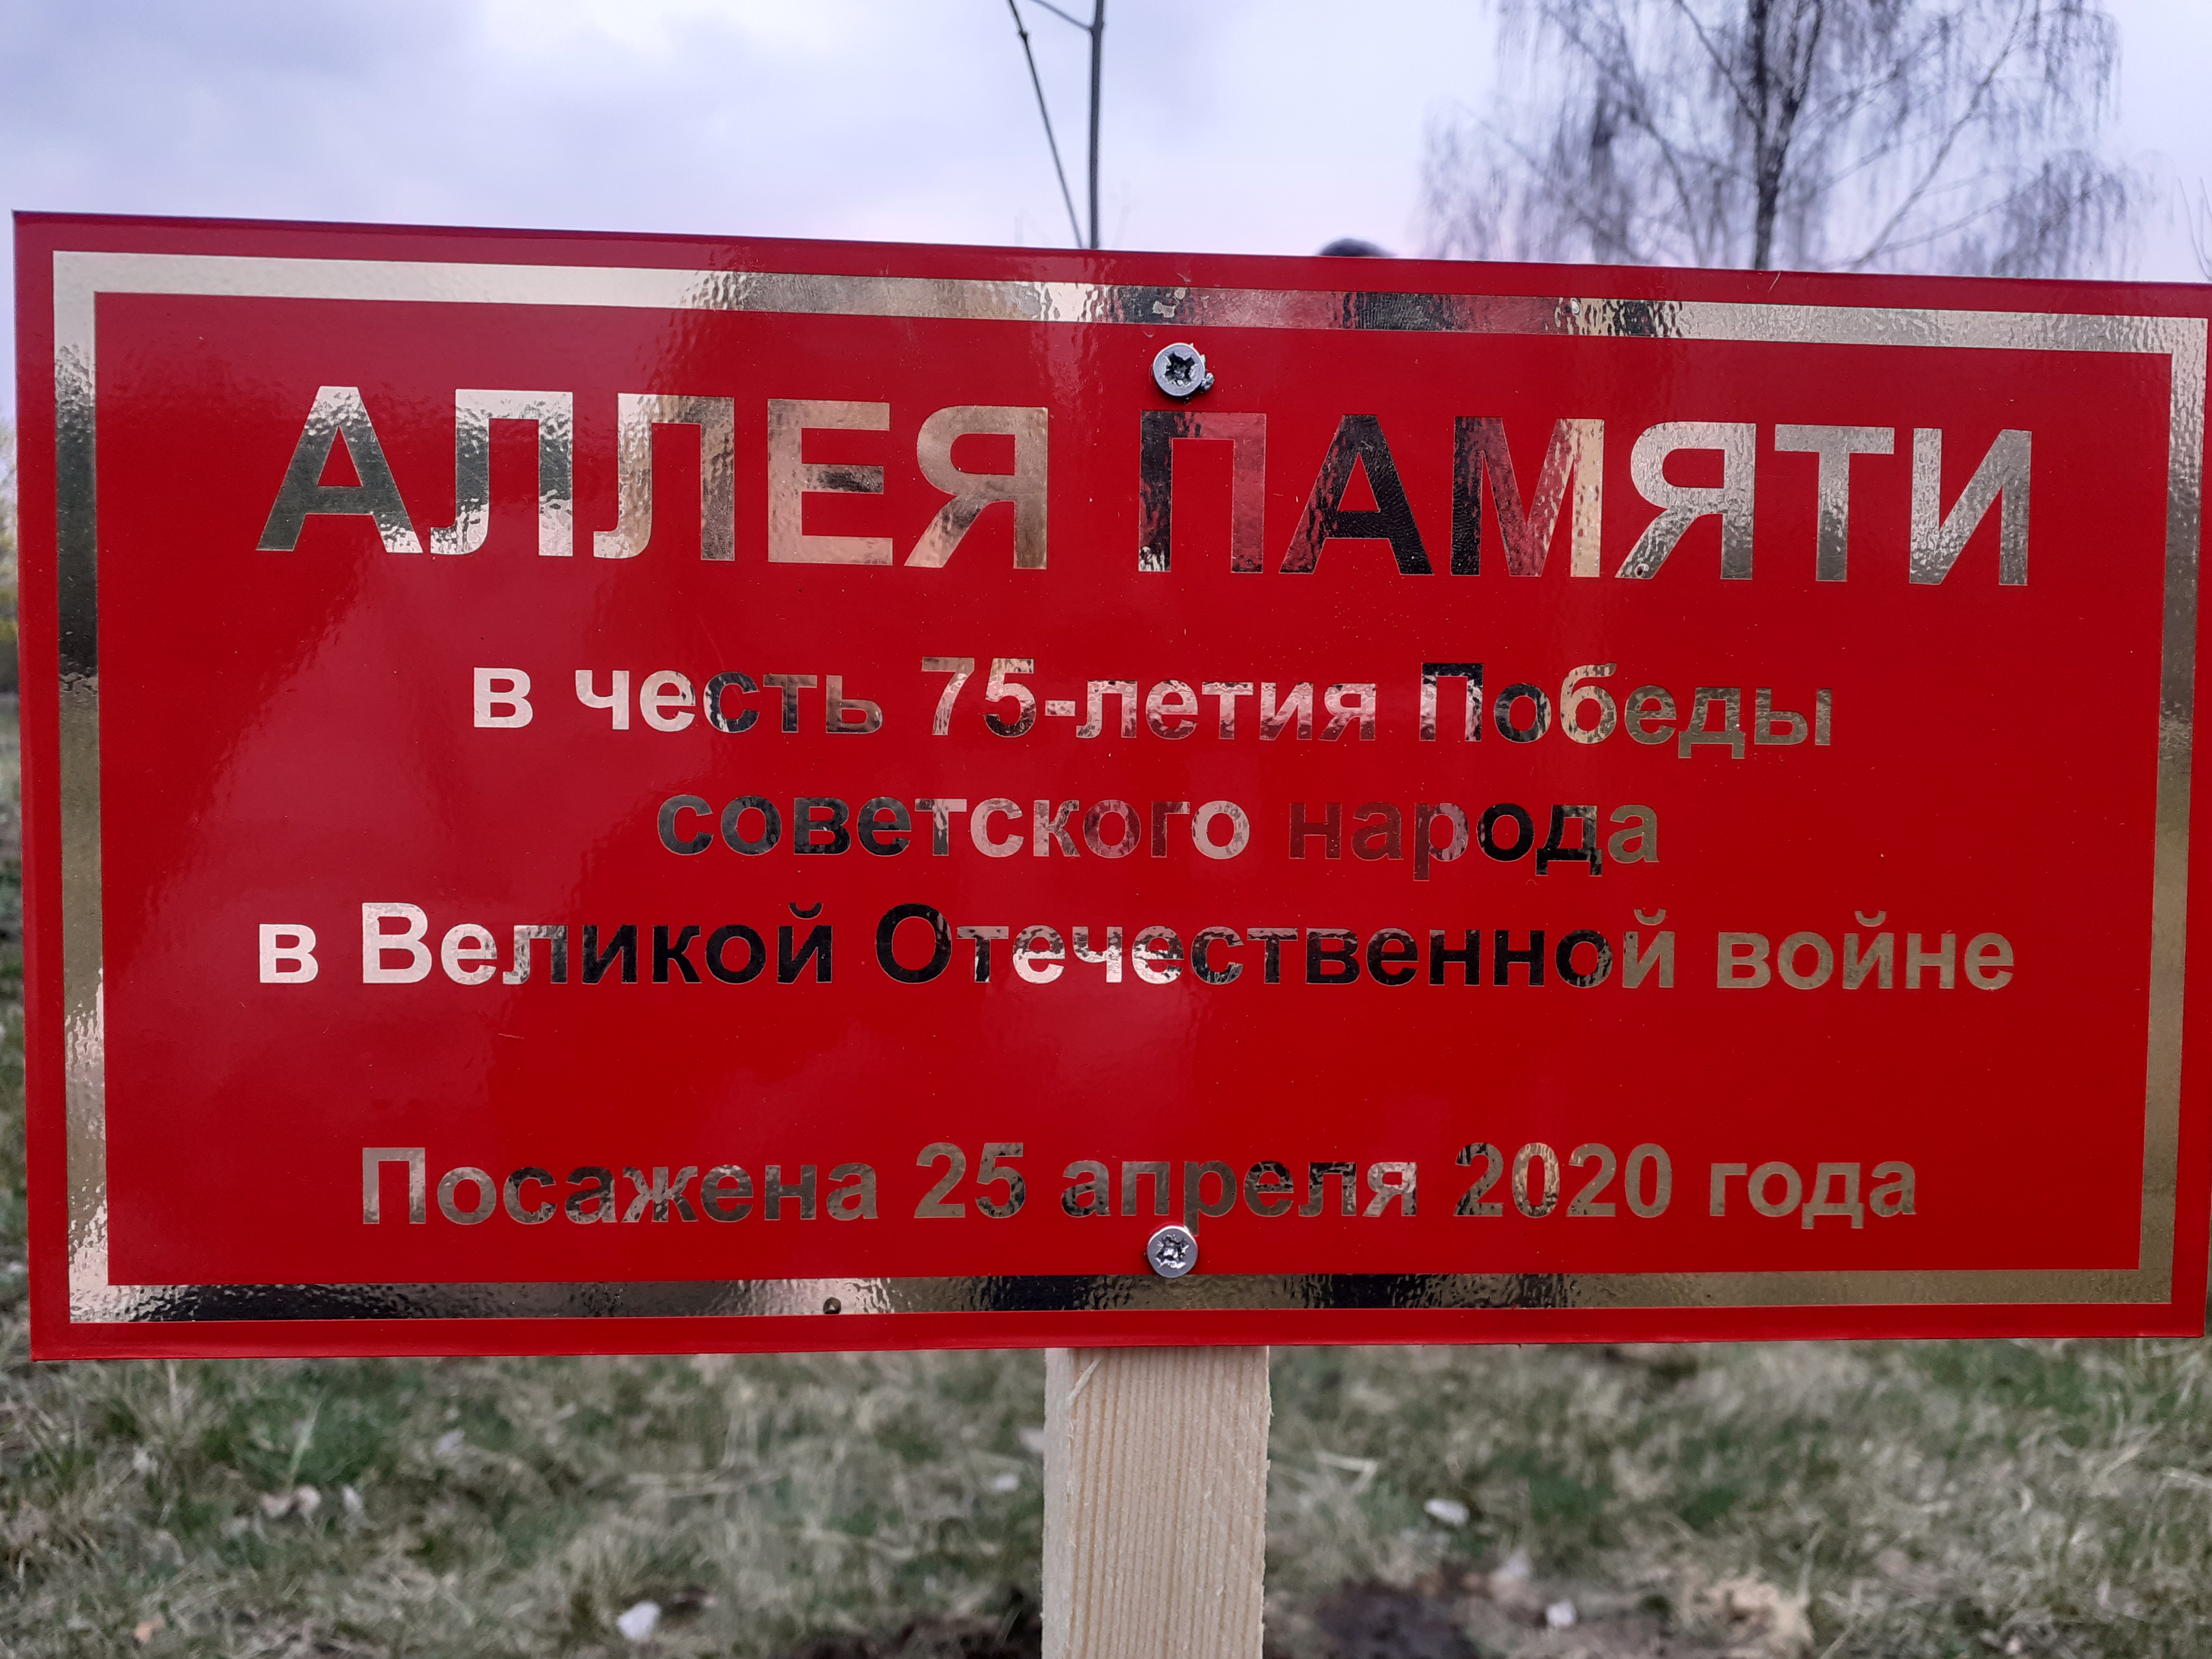 АЛЛЕЯ ПАМЯТИ
в честь 75-летия Победы
советского народа
в Великой Отечественной войне
Посажена 25 апреля 2020 года